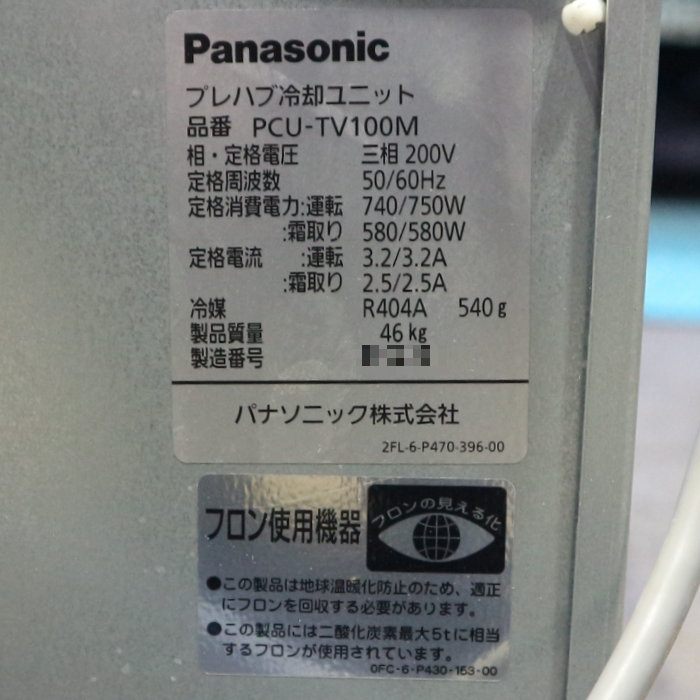 Panasonic
プレハブ冷却ユニット
品番 PCU-TV100M
相・定格電圧 三相 200V
定格周波数 50/60Hz
定格消費電力:運転 740/750W
:霜取り 580/580W
定格電流 :運転 3.2/3.2A
:霜取り 2.5/2.5A
冷媒 R404A 540g
製品質量 46kg
製造番号
パナソニック株式会社
2FL-6-P470-396-00
フロン使用機器
フロンの見える化
●この製品は地球温暖化防止のため、適正
にフロンを回収する必要があります。
●この製品には二酸化炭素最大5tに相当
するフロンが使用されています。
0FC-6-P430-153-00